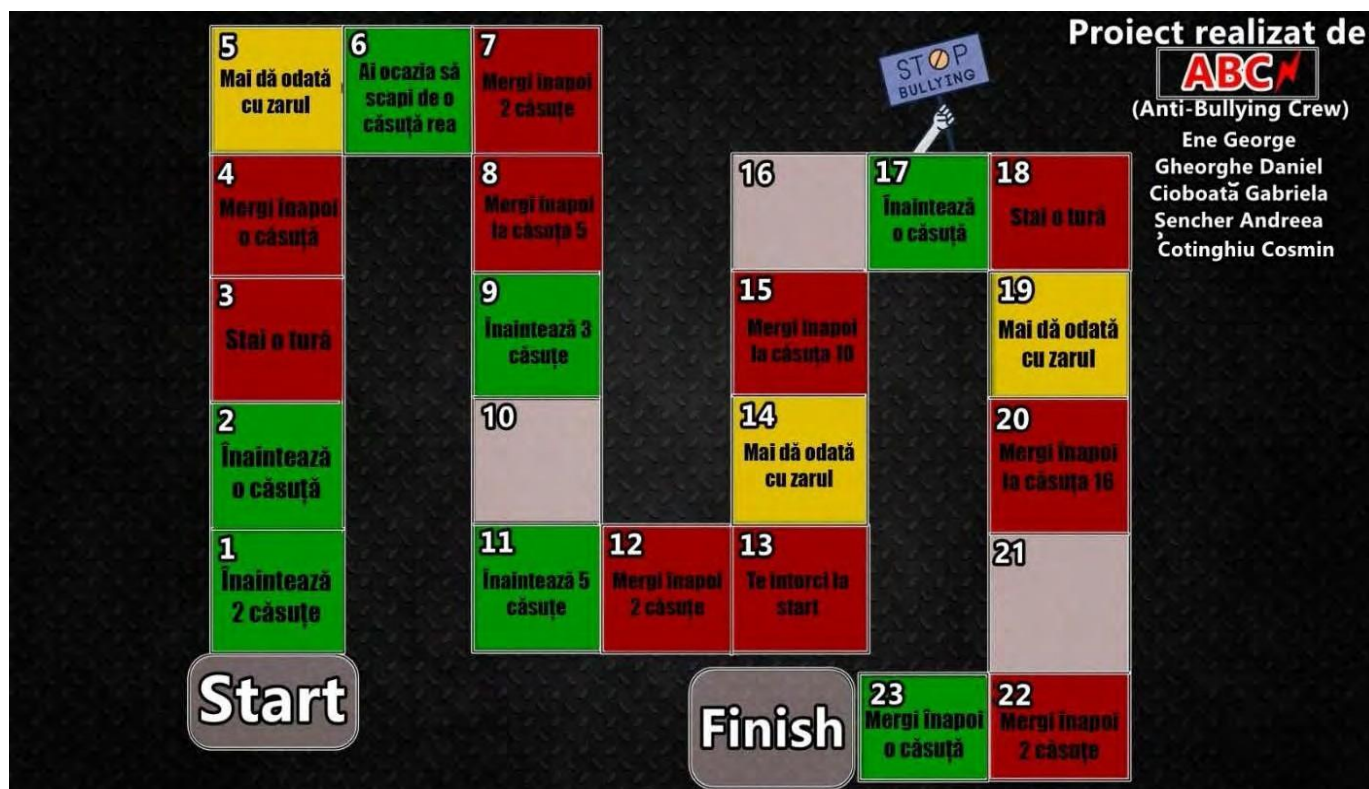 Proiect realizat de
ABC
(Anti-Bullying Crew)
Ene George
Gheorghe Daniel
Cioboată Gabriela
Șencher Andreea
Cotinghiu Cosmin
STOP
BULLYING
5
Mai dă odată
cu zarul
6
Ai ocazia să
scapi de o
căsuță rea
7
Mergi înapoi
2 căsuțe
4
Mergi înapoi
o căsuță
8
Mergi înapoi
la căsuța 5
16
17
Înaintează
o căsuță
18
Stai o tură
3
Stai o tură
9
Înaintează 3
căsuțe
15
Mergi înapoi
la căsuța 10
19
Mai dă odată
cu zarul
2
Înaintează
o căsuță
10
14
Mai dă odată
cu zarul
20
Mergi înapoi
la căsuța 16
1
Înaintează
2 căsuțe
11
Înaintează 5
căsuțe
12
Mergi înapoi
2 căsuțe
13
Te intorci la
start
21
Start
Finish
23
Mergi înapoi
o căsuță
22
Mergi înapoi
2 căsuțe